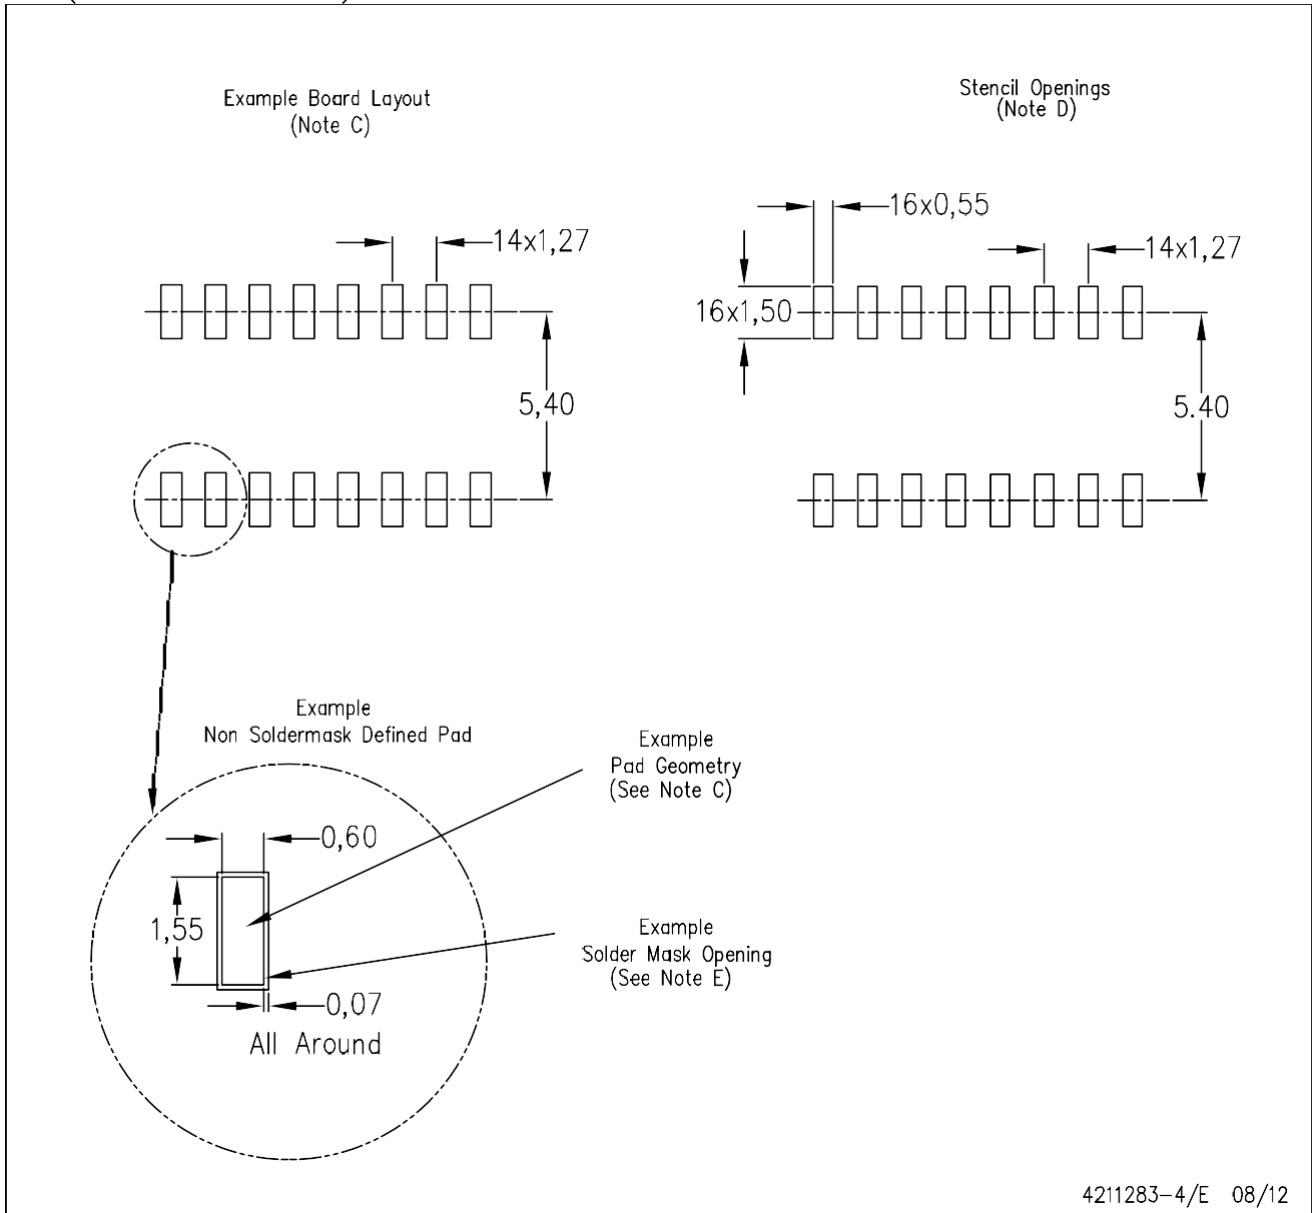 Example Board Layout
(Note C)
Stencil Openings
(Note D)
14x1,27
5,40
16x0,55
14x1,27
16x1,50
5.40
Example
Non Soldermask Defined Pad
0,60
1,55
0,07
All Around
Example
Pad Geometry
(See Note C)
Example
Solder Mask Opening
(See Note E)
4211283-4/E 08/12